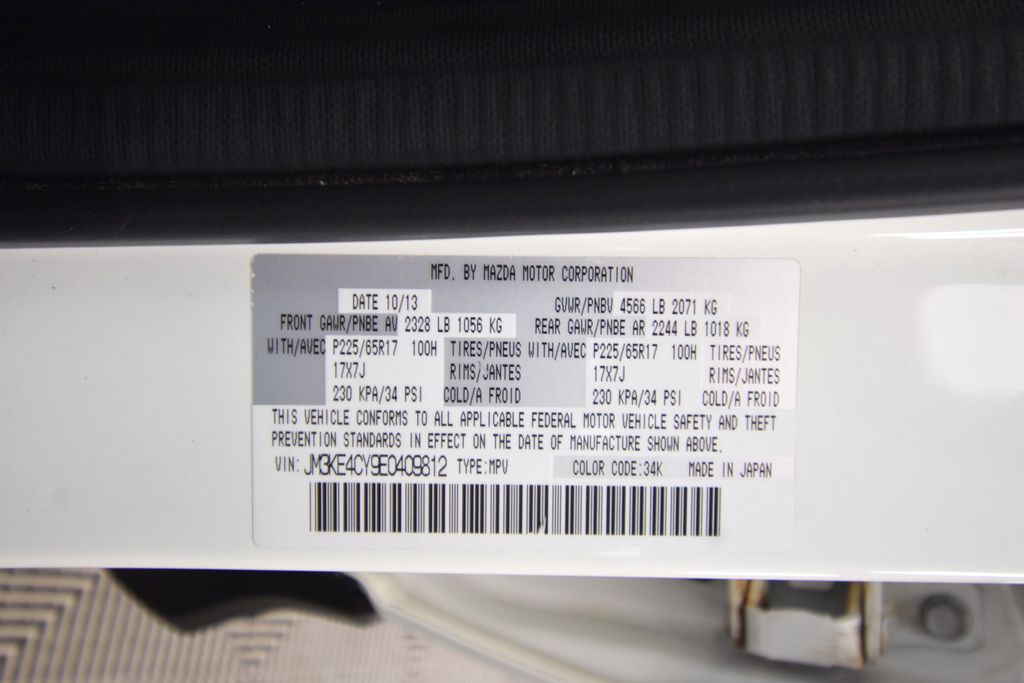 MFD. BY MAZDA MOTOR CORPORATION
DATE 10/13 GVWR/PNBV 4566 LB 2071 KG
FRONT GAWR/PNBE AV 2328 LB 1056 KG REAR GAWR/PNBE AR 2244 LB 1018 KG
WITH/AVEC P225/65R17 100H TIRES/PNEUS WITH/AVEC P225/65R17 100H TIRES/PNEUS
17X7J RIMS/JANTES 17X7J RIMS/JANTES
230 KPA/34 PSI COLD/A FROID 230 KPA/34 PSI COLD/A FROID
THIS VEHICLE CONFORMS TO ALL APPLICABLE FEDERAL MOTOR VEHICLE SAFETY AND THEFT
PREVENTION STANDARDS IN EFFECT ON THE DATE OF MANUFACTURE SHOWN ABOVE.
VIN: JM3KE4CY9E0409812 TYPE:MPV COLOR CODE:34K MADE IN JAPAN